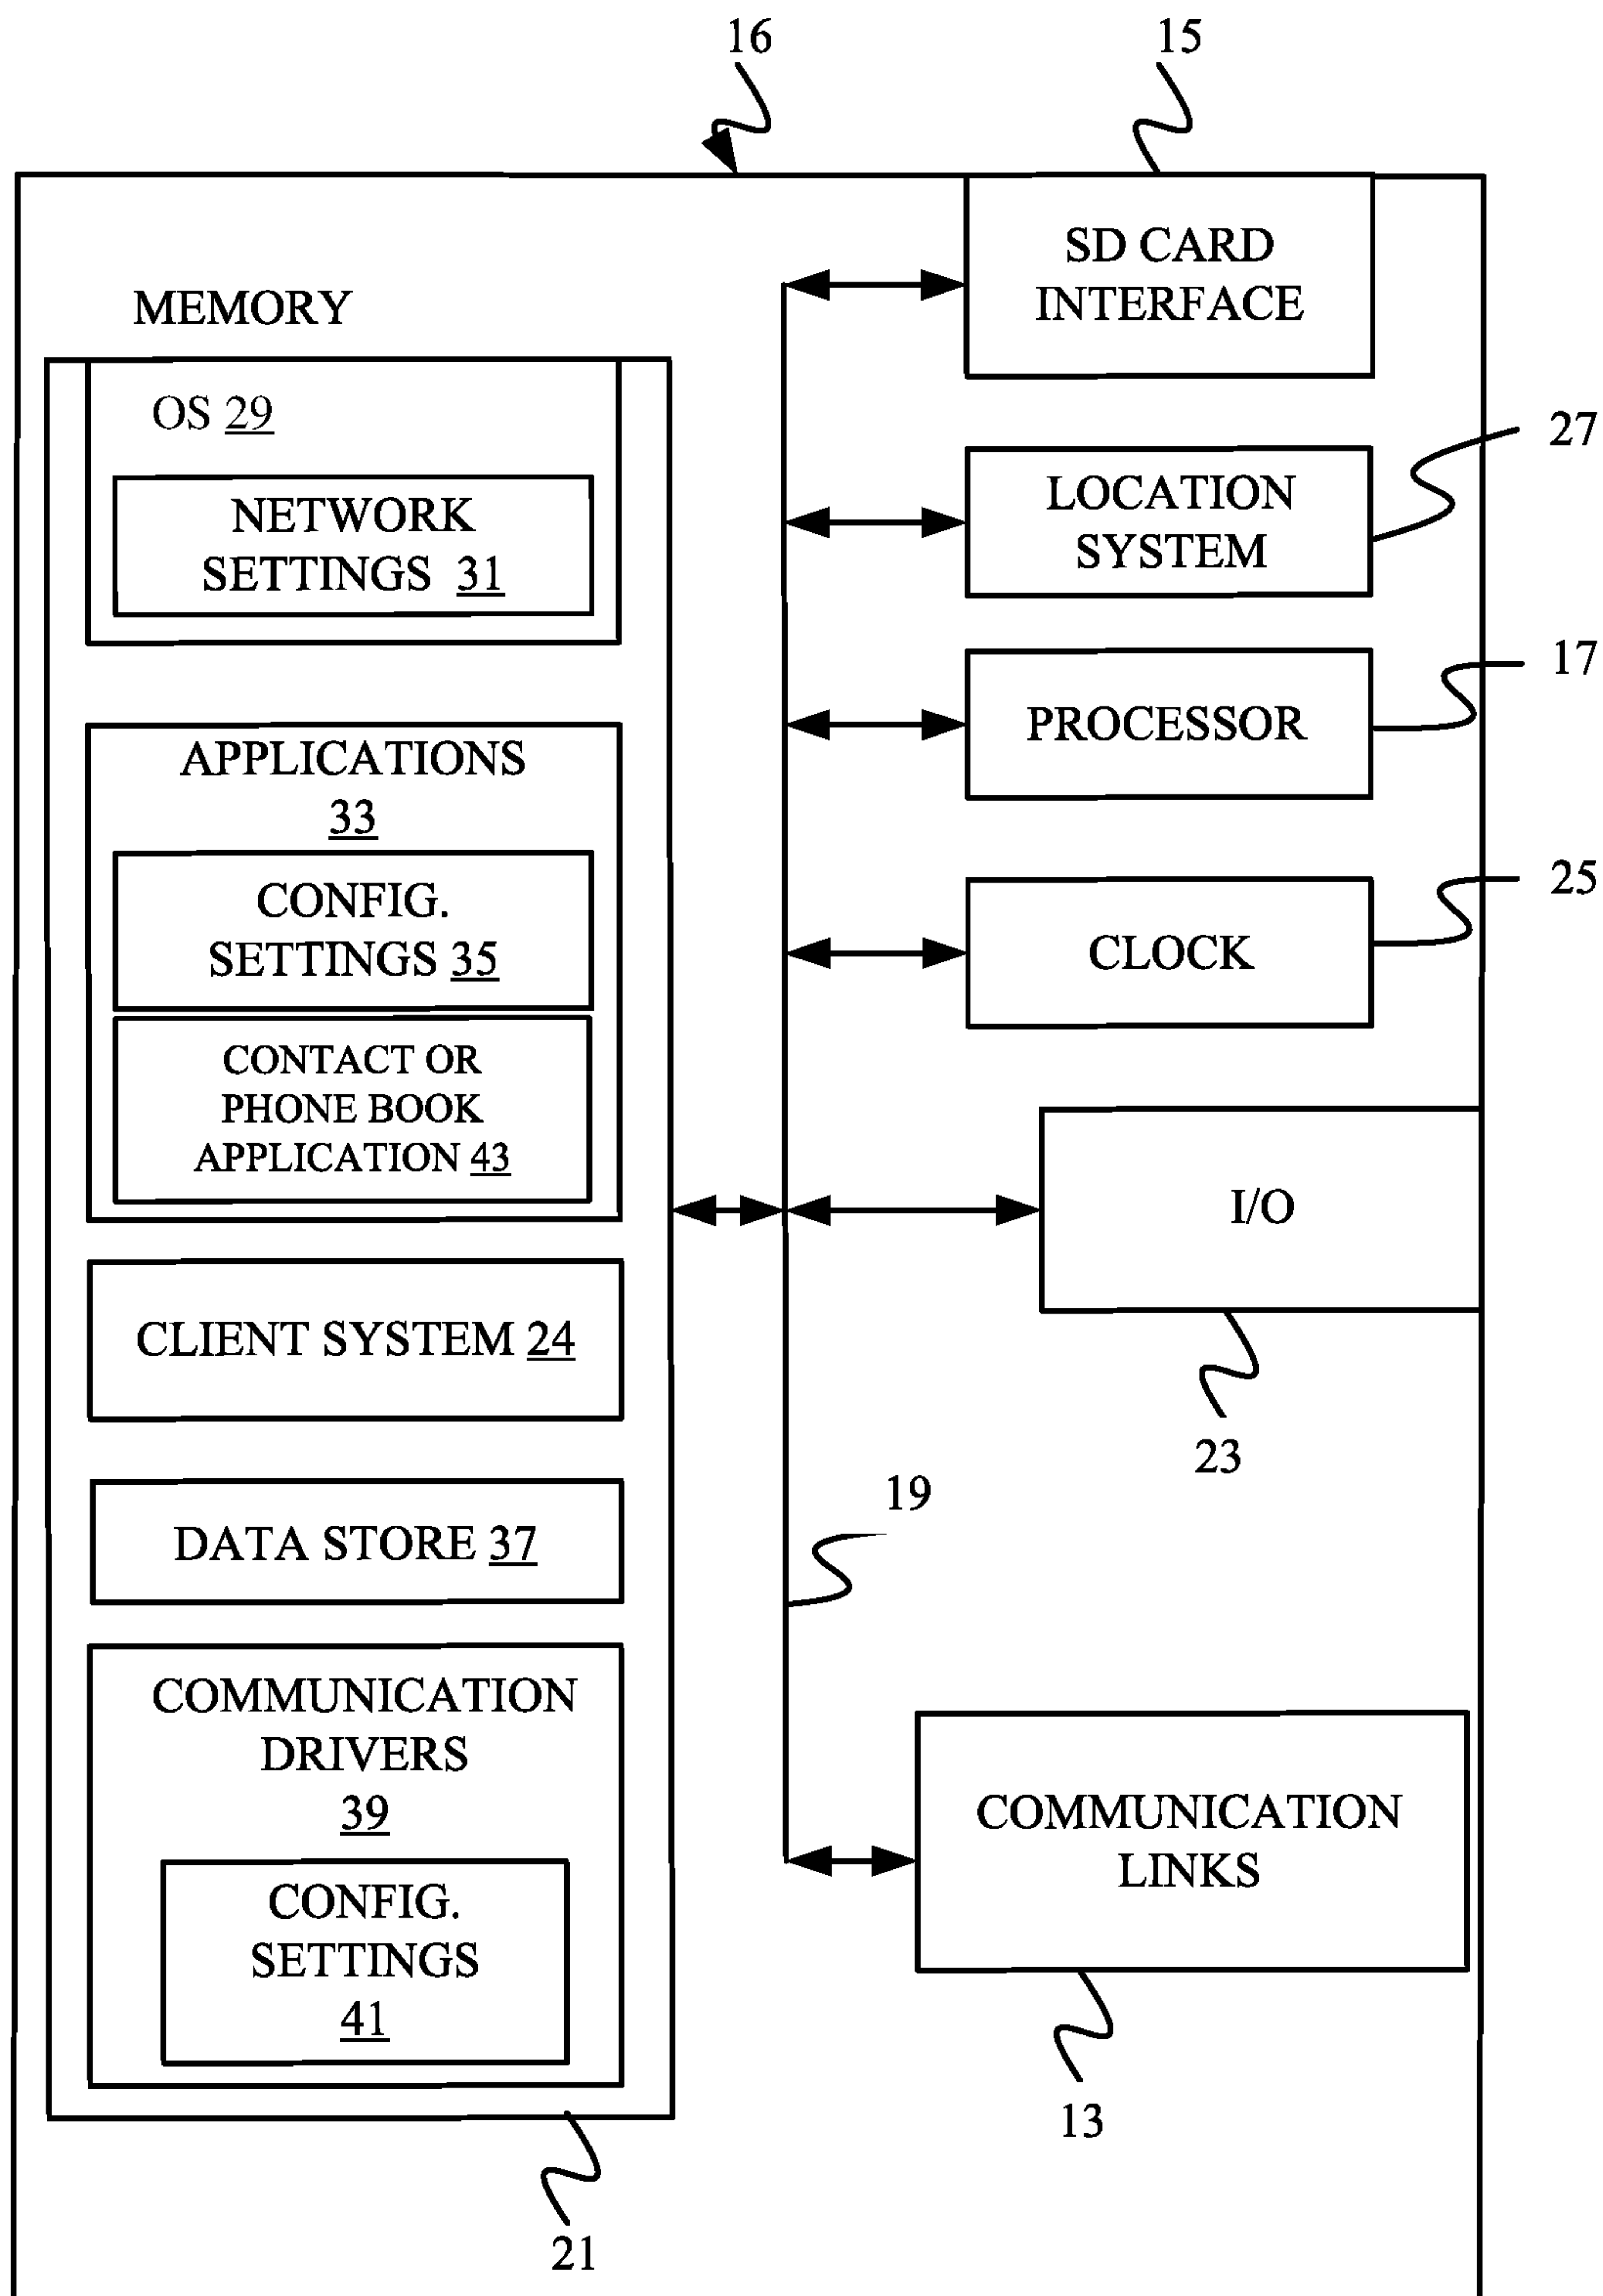 16
15
SD CARD
INTERFACE
MEMORY
OS 29
NETWORK
SETTINGS 31
27
LOCATION
SYSTEM
17
PROCESSOR
APPLICATIONS
33
CONFIG.
SETTINGS 35
25
CLOCK
CONTACT OR
PHONE BOOK
APPLICATION 43
I/O
23
CLIENT SYSTEM 24
19
DATA STORE 37
COMMUNICATION
DRIVERS
39
CONFIG.
SETTINGS
41
COMMUNICATION
LINKS
13
21